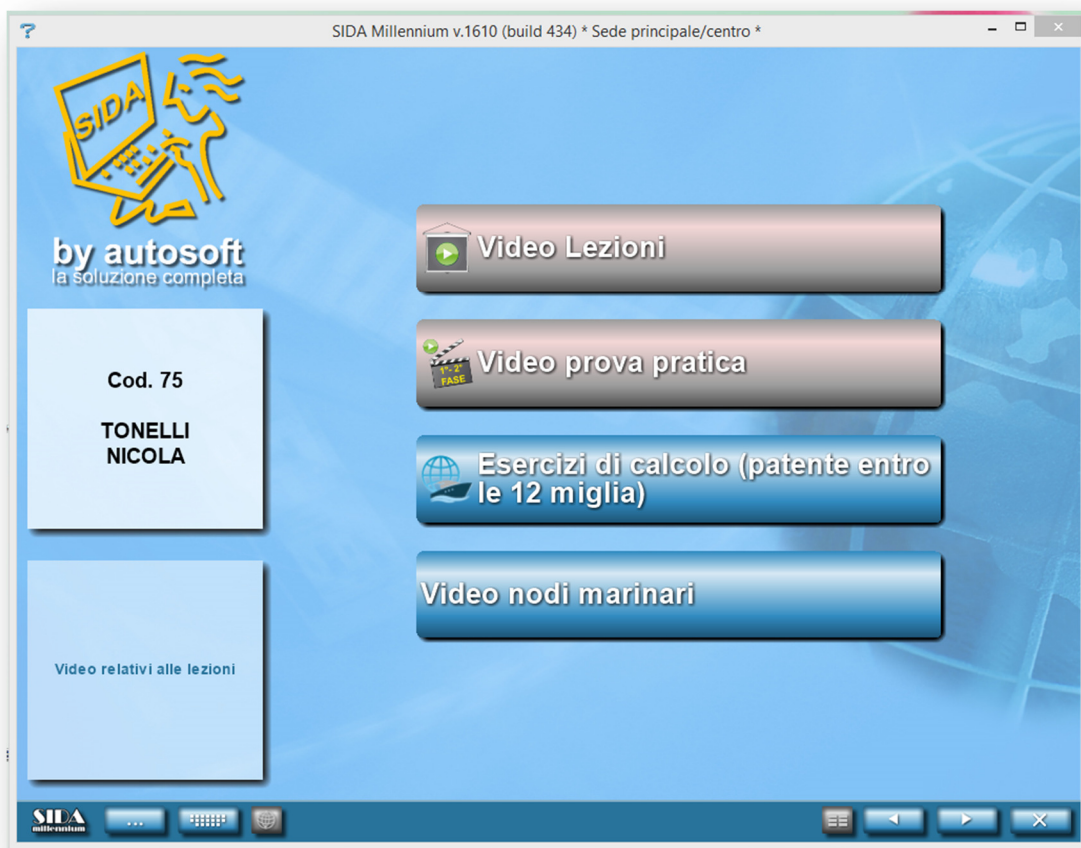 SIDA Millennium v.1610 (build 434) * Sede principale/centro *
SIDA
by autosoft
la soluzione completa
Cod. 75
TONELLI
NICOLA
Video relativi alle lezioni
Video Lezioni
1°- 2°
FASE
Video prova pratica
Esercizi di calcolo (patente entro
le 12 miglia)
Video nodi marinari
SIDA
millennium
...